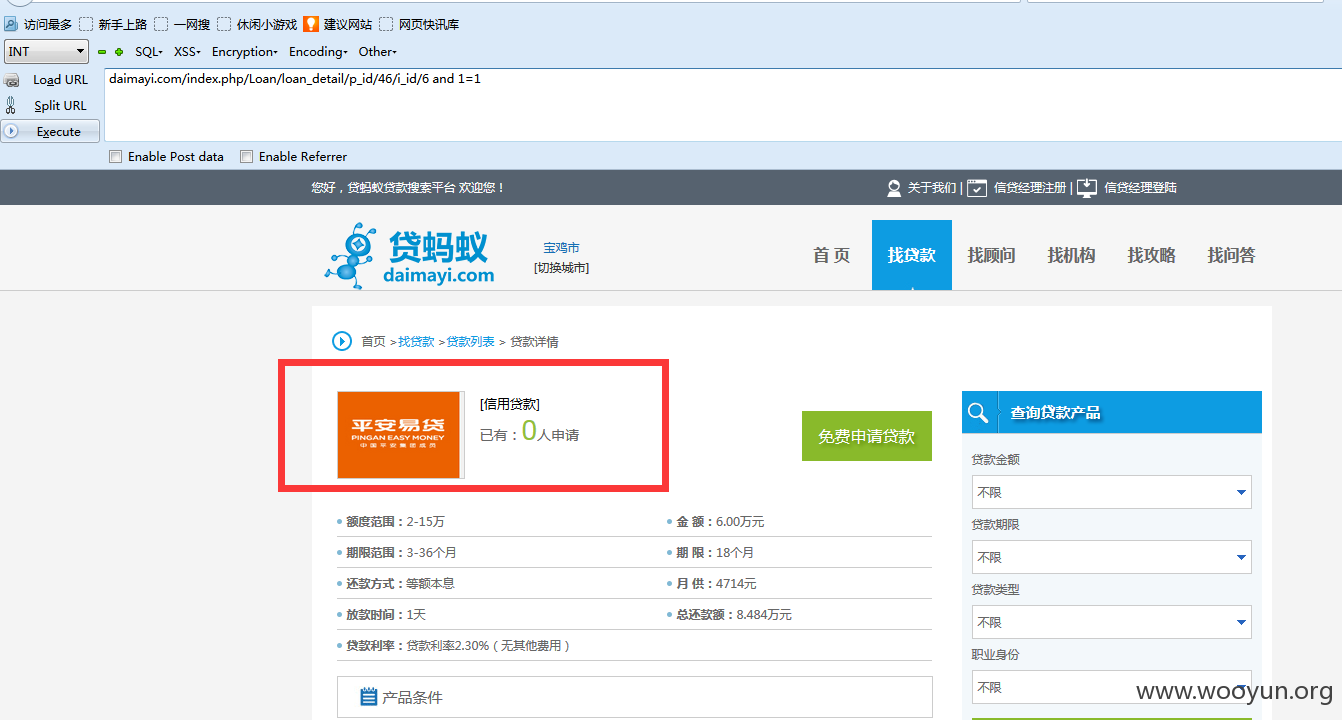 访问最多 新手上路 一网搜 休闲小游戏 建议网站 网页快讯库
INT SQL- XSS- Encryption- Encoding- Other-
Load URL daimayi.com/index.php/Loan/loan_detail/p_id/46/i_id/6 and 1=1
Split URL
Execute
Enable Post data Enable Referrer
您好，贷蚂蚁贷款搜索平台 欢迎您！ 关于我们 | 信贷经理注册 | 信贷经理登陆
贷蚂蚁
daimayi.com
宝鸡市
[切换城市]
首 页 找贷款 找顾问 找机构 找攻略 找问答
首页 >找贷款 >贷款列表 > 贷款详情
平安易贷
PINGAN EASY MONEY
中国平安集团成员
[信用贷款]
已有：0人申请
免费申请贷款
查询贷款产品
贷款金额
不限
贷款期限
不限
贷款类型
不限
职业身份
不限
额度范围：2-15万 金 额：6.00万元
期限范围：3-36个月 期 限：18个月
还款方式：等额本息 月 供：4714元
放款时间：1天 总还款额：8.484万元
贷款利率：贷款利率2.30%（无其他费用）
产品条件
www.wooyun.org